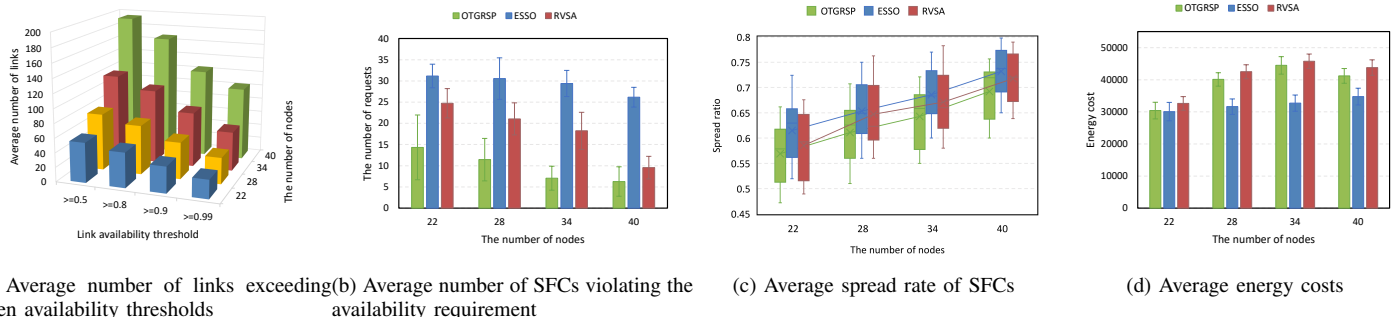 Average number of links
200
180
160
140
120
100
80
60
40
20
0
>=0.5
>=0.8
>=0.9
>=0.99
Link availability threshold
22
28
34
40
The number of nodes
Average number of links exceeding
en availability thresholds
OTGRSP ESSO RVSA
The number of requests
40
35
30
25
20
15
10
5
0
22 28 34 40
The number of nodes
(b) Average number of SFCs violating the
availability requirement
OTGRSP ESSO RVSA
Spread ratio
0.8
0.75
0.7
0.65
0.6
0.55
0.5
0.45
22 28 34 40
The number of nodes
(c) Average spread rate of SFCs
OTGRSP ESSO RVSA
Energy cost
50000
40000
30000
20000
10000
0
22 28 34 40
The number of nodes
(d) Average energy costs